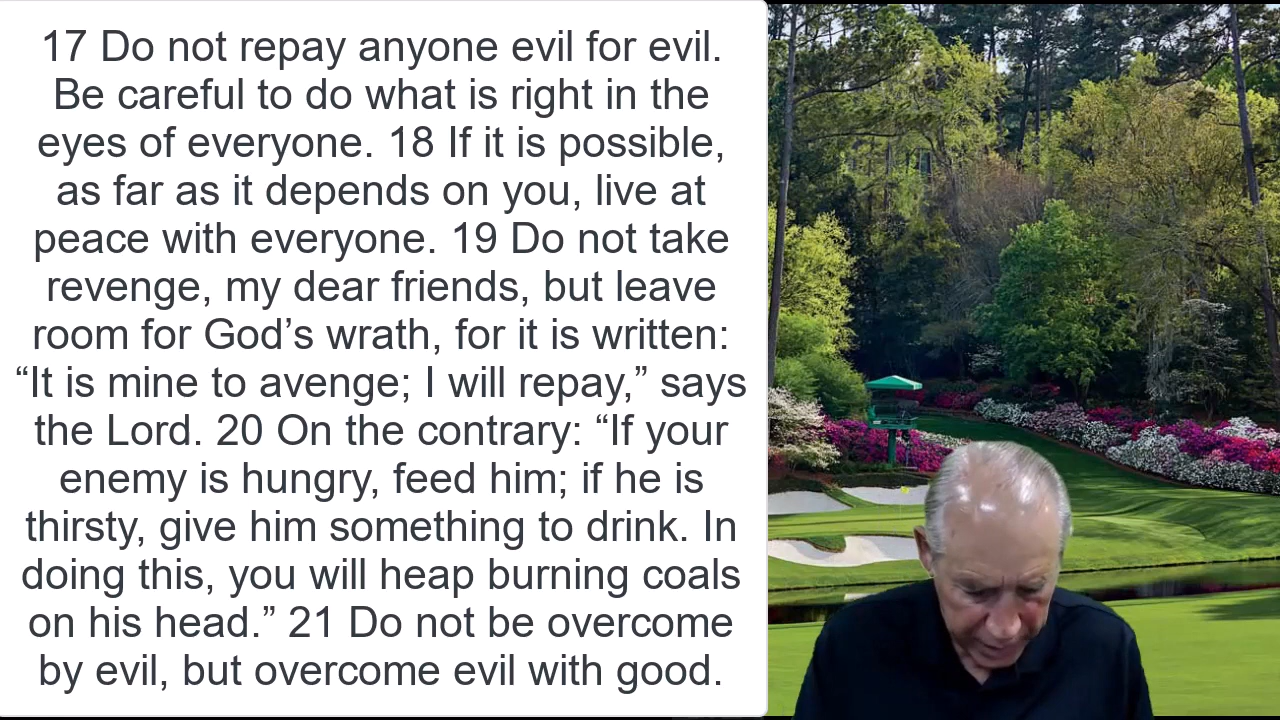 17 Do not repay anyone evil for evil.
Be careful to do what is right in the
eyes of everyone. 18 If it is possible,
as far as it depends on you, live at
peace with everyone. 19 Do not take
revenge, my dear friends, but leave
room for God’s wrath, for it is written:
“It is mine to avenge; I will repay,” says
the Lord. 20 On the contrary: “If your
enemy is hungry, feed him; if he is
thirsty, give him something to drink. In
doing this, you will heap burning coals
on his head.” 21 Do not be overcome
by evil, but overcome evil with good.